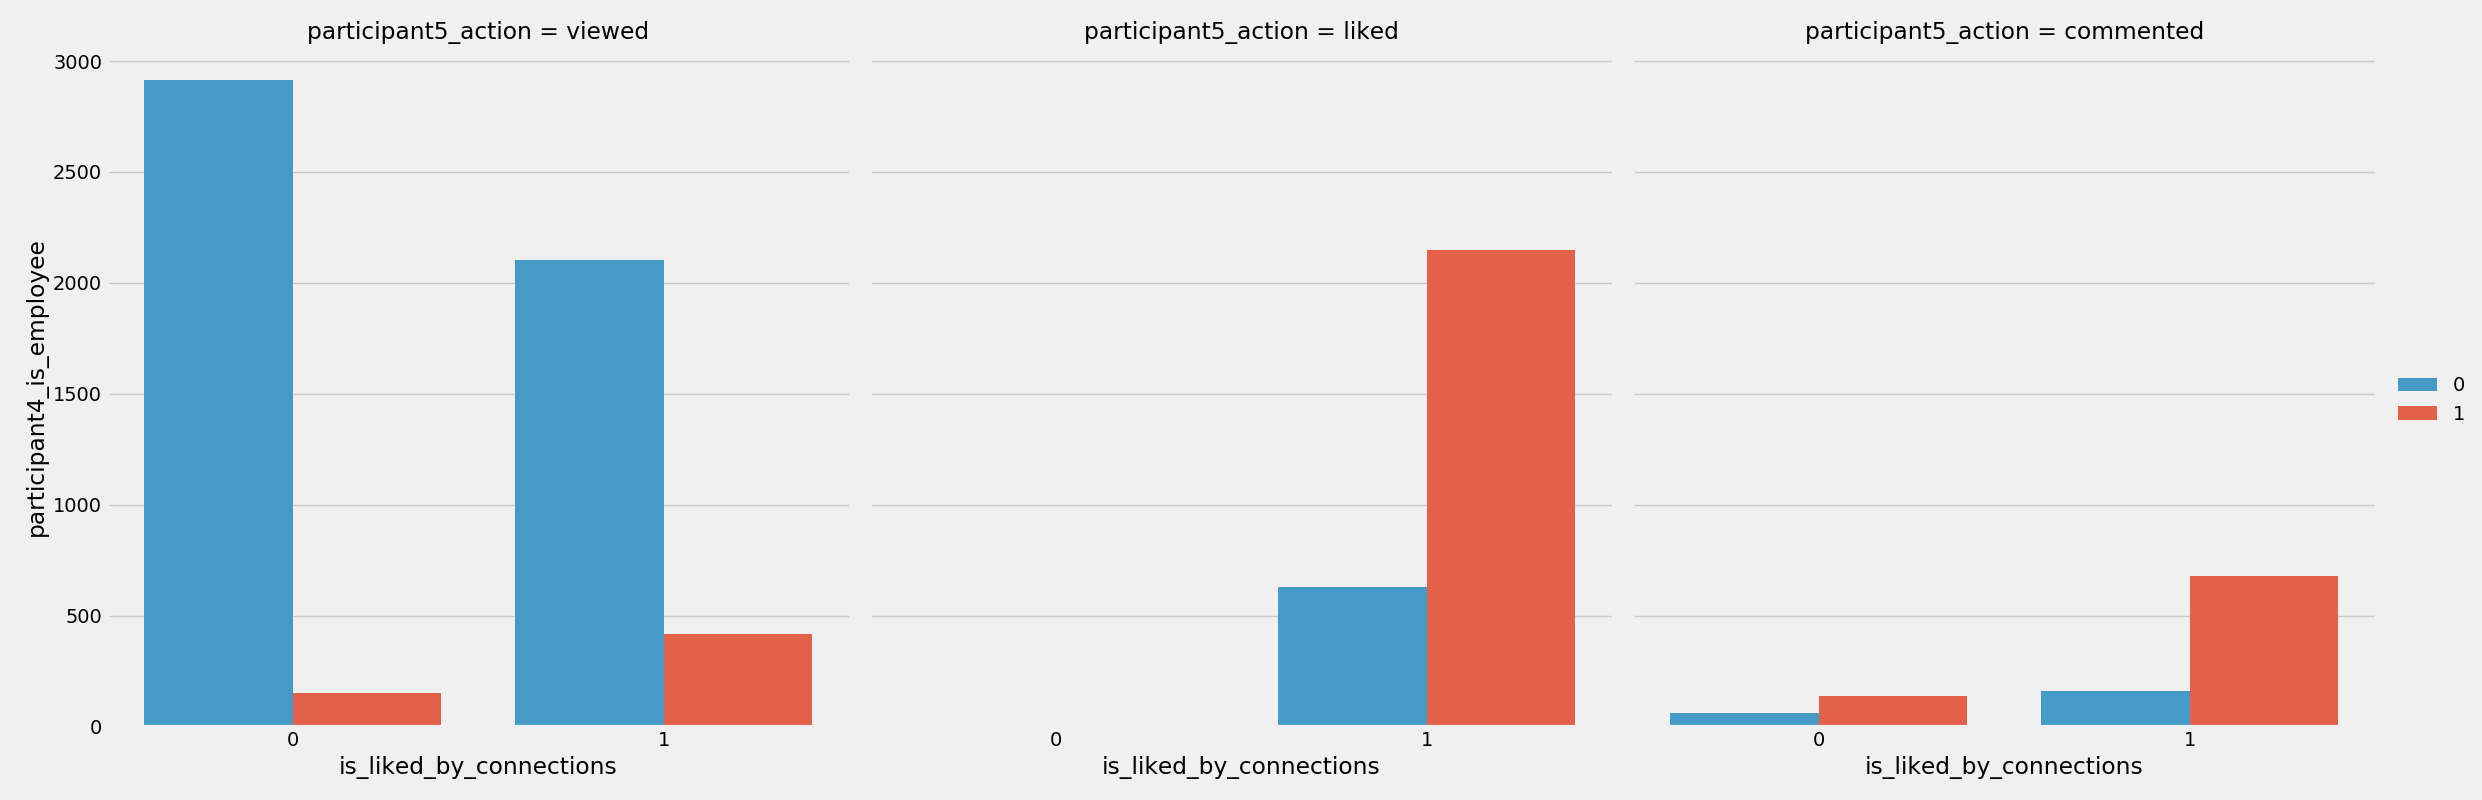 participant5_action = viewed
participant5_action = liked
participant5_action = commented
participant4_is_employee
3000
2500
2000
1500
1000
500
0
0
1
0
1
0
1
is_liked_by_connections
is_liked_by_connections
is_liked_by_connections
0
1